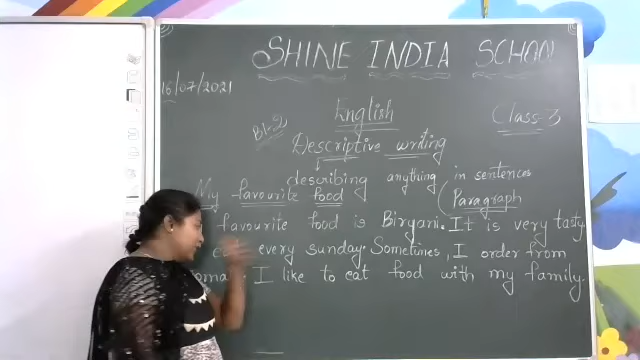 SHINE INDIA SCHOOL
16/07/2021
English
Class-3
Descriptive writing
describing anything in sentences
My favourite food
(Paragraph
favourite food is Biryani. It is very tasty
every sunday. Sometimes, I order from
I like to eat food with my family.